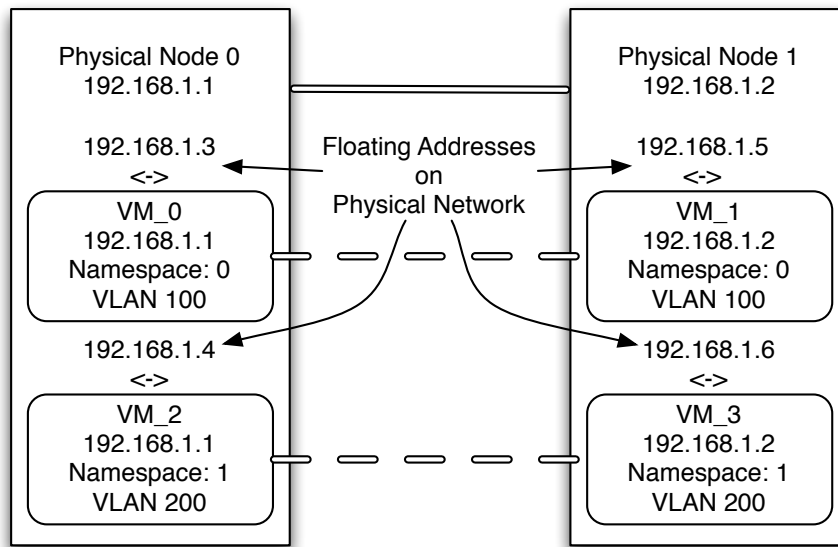 Physical Node 0
192.168.1.1
192.168.1.3
<->
VM_0
192.168.1.1
Namespace: 0
VLAN 100
192.168.1.4
<->
VM_2
192.168.1.1
Namespace: 1
VLAN 200
Floating Addresses
on
Physical Network
Physical Node 1
192.168.1.2
192.168.1.5
<->
VM_1
192.168.1.2
Namespace: 0
VLAN 100
192.168.1.6
<->
VM_3
192.168.1.2
Namespace: 1
VLAN 200